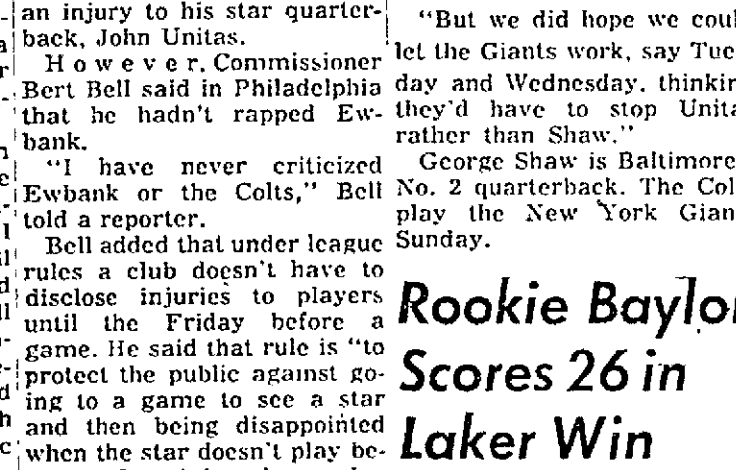 an injury to his star quarter-
back, John Unitas.
However, Commissioner
Bert Bell said in Philadelphia
that he hadn't rapped Ew-
bank.
"I have never criticized
Ewbank or the Colts," Bell
told a reporter.
Bell added that under league
rules a club doesn't have to
disclose injuries to players
until the Friday before a
game. He said that rule is "to
protect the public against go-
ing to a game to see a star
and then being disappointed
when the star doesn't play be-
"But we did hope we coul
let the Giants work, say Tue
day and Wednesday, thinkin
they'd have to stop Unita
rather than Shaw."
George Shaw is Baltimore
No. 2 quarterback. The Col
play the New York Gian
Sunday.
Rookie Baylor
Scores 26 in
Laker Win